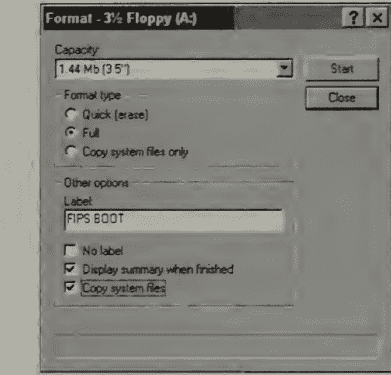 Format - 3½ Floppy (A:)
Capacity
1.44 Mb (3.5")
Start
Close
Format type
Quick (erase)
Full
Copy system files only
Other options
Label:
FIPS BOOT
No label
Display summary when finished
Copy system files